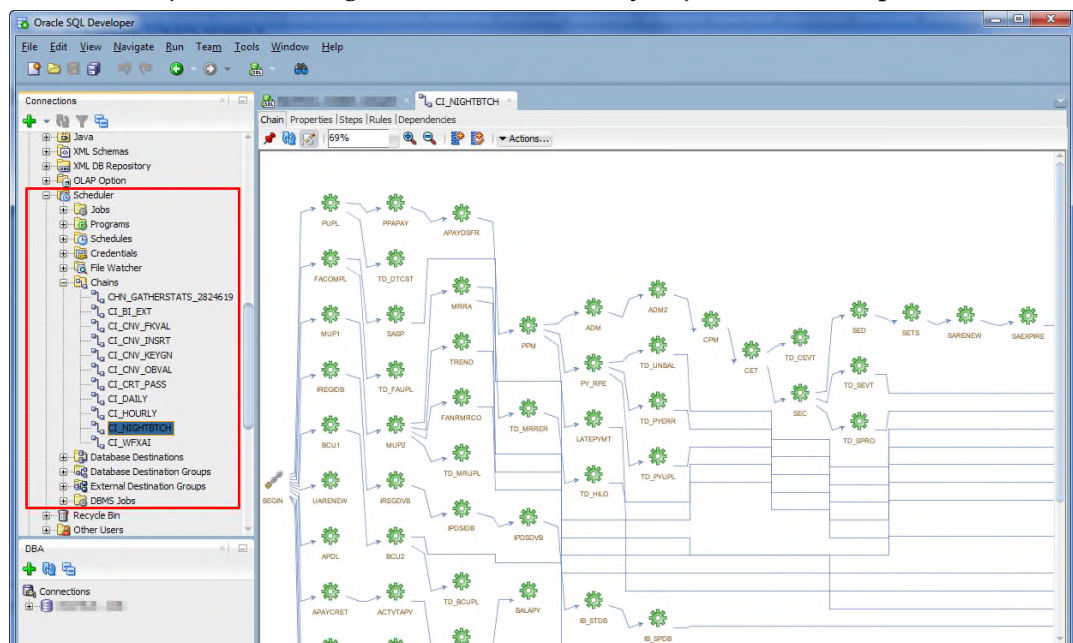 Oracle SQL Developer
File Edit View Navigate Run Team Tools Window Help
Connections
Java
XML Schemas
XML DB Repository
OLAP Option
Scheduler
Jobs
Programs
Schedules
Credentials
File Watcher
Chains
CHN_GATHERSTATS_2824619
CI_BI_EXT
CI_CNV_FKVAL
CI_CNV_INSRT
CI_CNV_KEYGN
CI_CNV_OBVAL
CI_CRT_PASS
CI_DAILY
CI_HOURLY
CI_NIGHTBTCH
CI_WFXAI
Database Destinations
Database Destination Groups
External Destination Groups
DBMS Jobs
Recycle Bin
Other Users
DBA
Connections
CI_NIGHTBTCH
Chain Properties Steps Rules Dependencies
69% Actions...
PUPL PPAPAY APAYDSFR
FACOMPL TD_DTCST
MRRA ADM ADM2
MUP1 SASP PPM CPM SED SETS SARENEW SAEXPIRE
TREND TD_UNBAL CET TD_CEVT
IREGIDB TD_FAUPL PY_RPE SEC TD_SEVT
FANRMRCO TD_MRRER TD_PYERR TD_SPRO
BCU1 MUP2 LATEPYMT
TD_MRUPL TD_HILO TD_PYUPL
BEGIN UARENEW IREGDVB
IPDSIDB IPDSDVB
APDL BCU2
TD_BCUPL BALAPY
APAYCRET ACTVTAPY IB_STDB
IB_SPDB